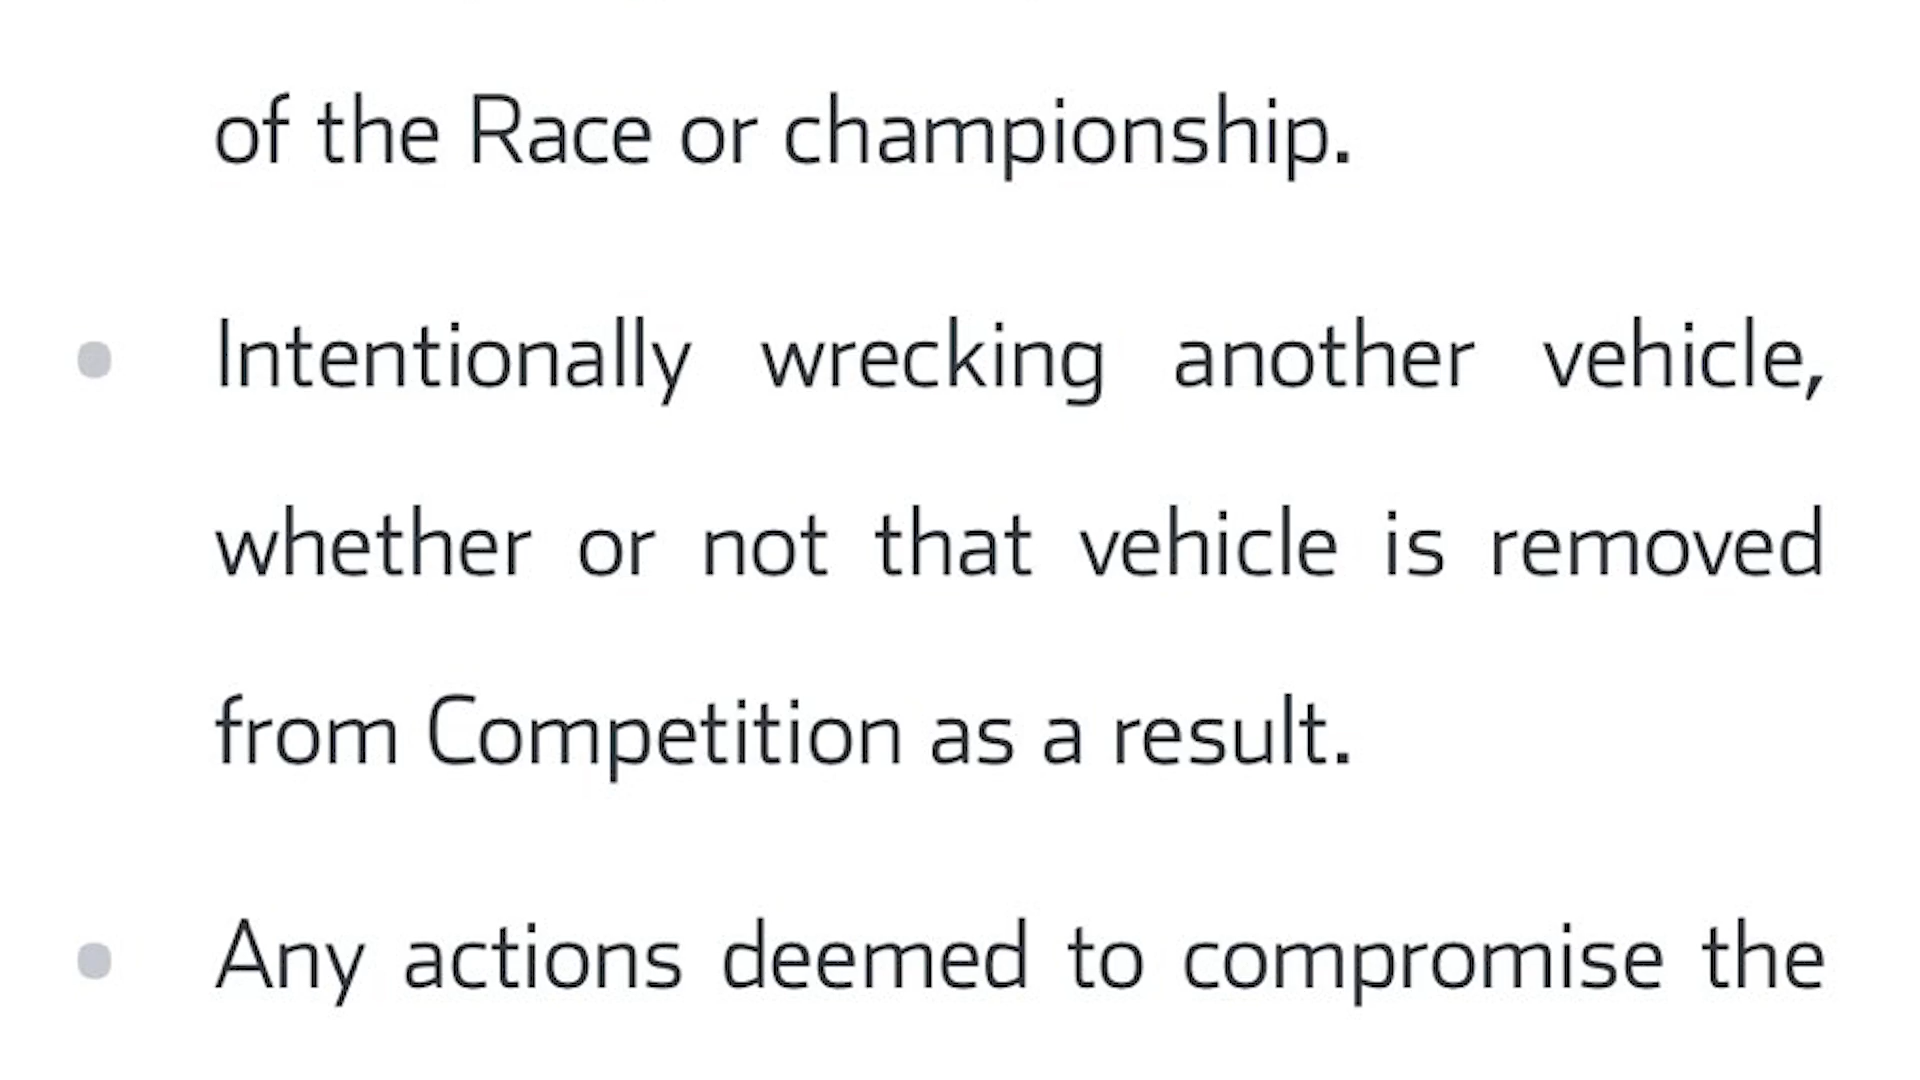 of the Race or championship.
Intentionally wrecking another vehicle,
whether or not that vehicle is removed
from Competition as a result.
Any actions deemed to compromise the